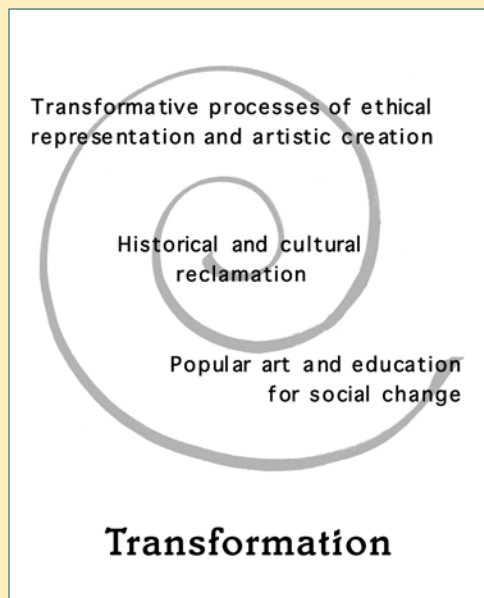 Transformative processes of ethical
representation and artistic creation
Historical and cultural
reclamation
Popular art and education
for social change
Transformation